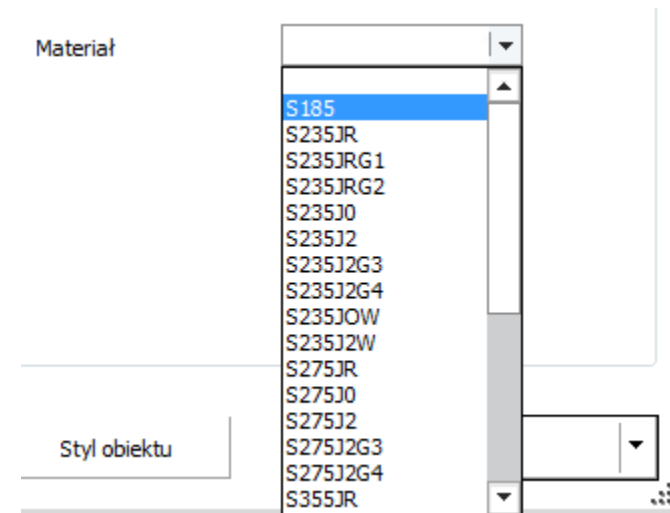 Materiał
S185
S235JR
S235JRG1
S235JRG2
S235J0
S235J2
S235J2G3
S235J2G4
S235JOW
S235J2W
S275JR
S275J0
S275J2
Styl obiektu
S275J2G3
S275J2G4
S355JR